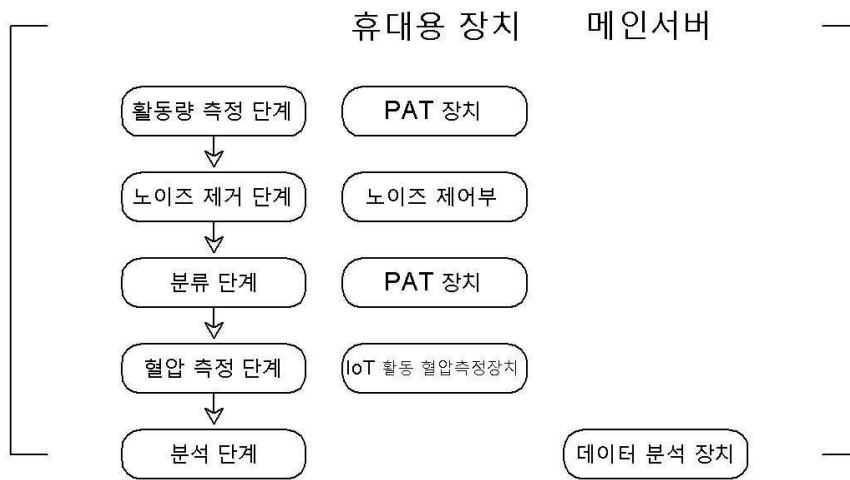 휴대용 장치 메인서버
활동량 측정 단계 PAT 장치
노이즈 제거 단계 노이즈 제어부
분류 단계 PAT 장치
혈압 측정 단계 IoT 활동 혈압측정장치
분석 단계 데이터 분석 장치